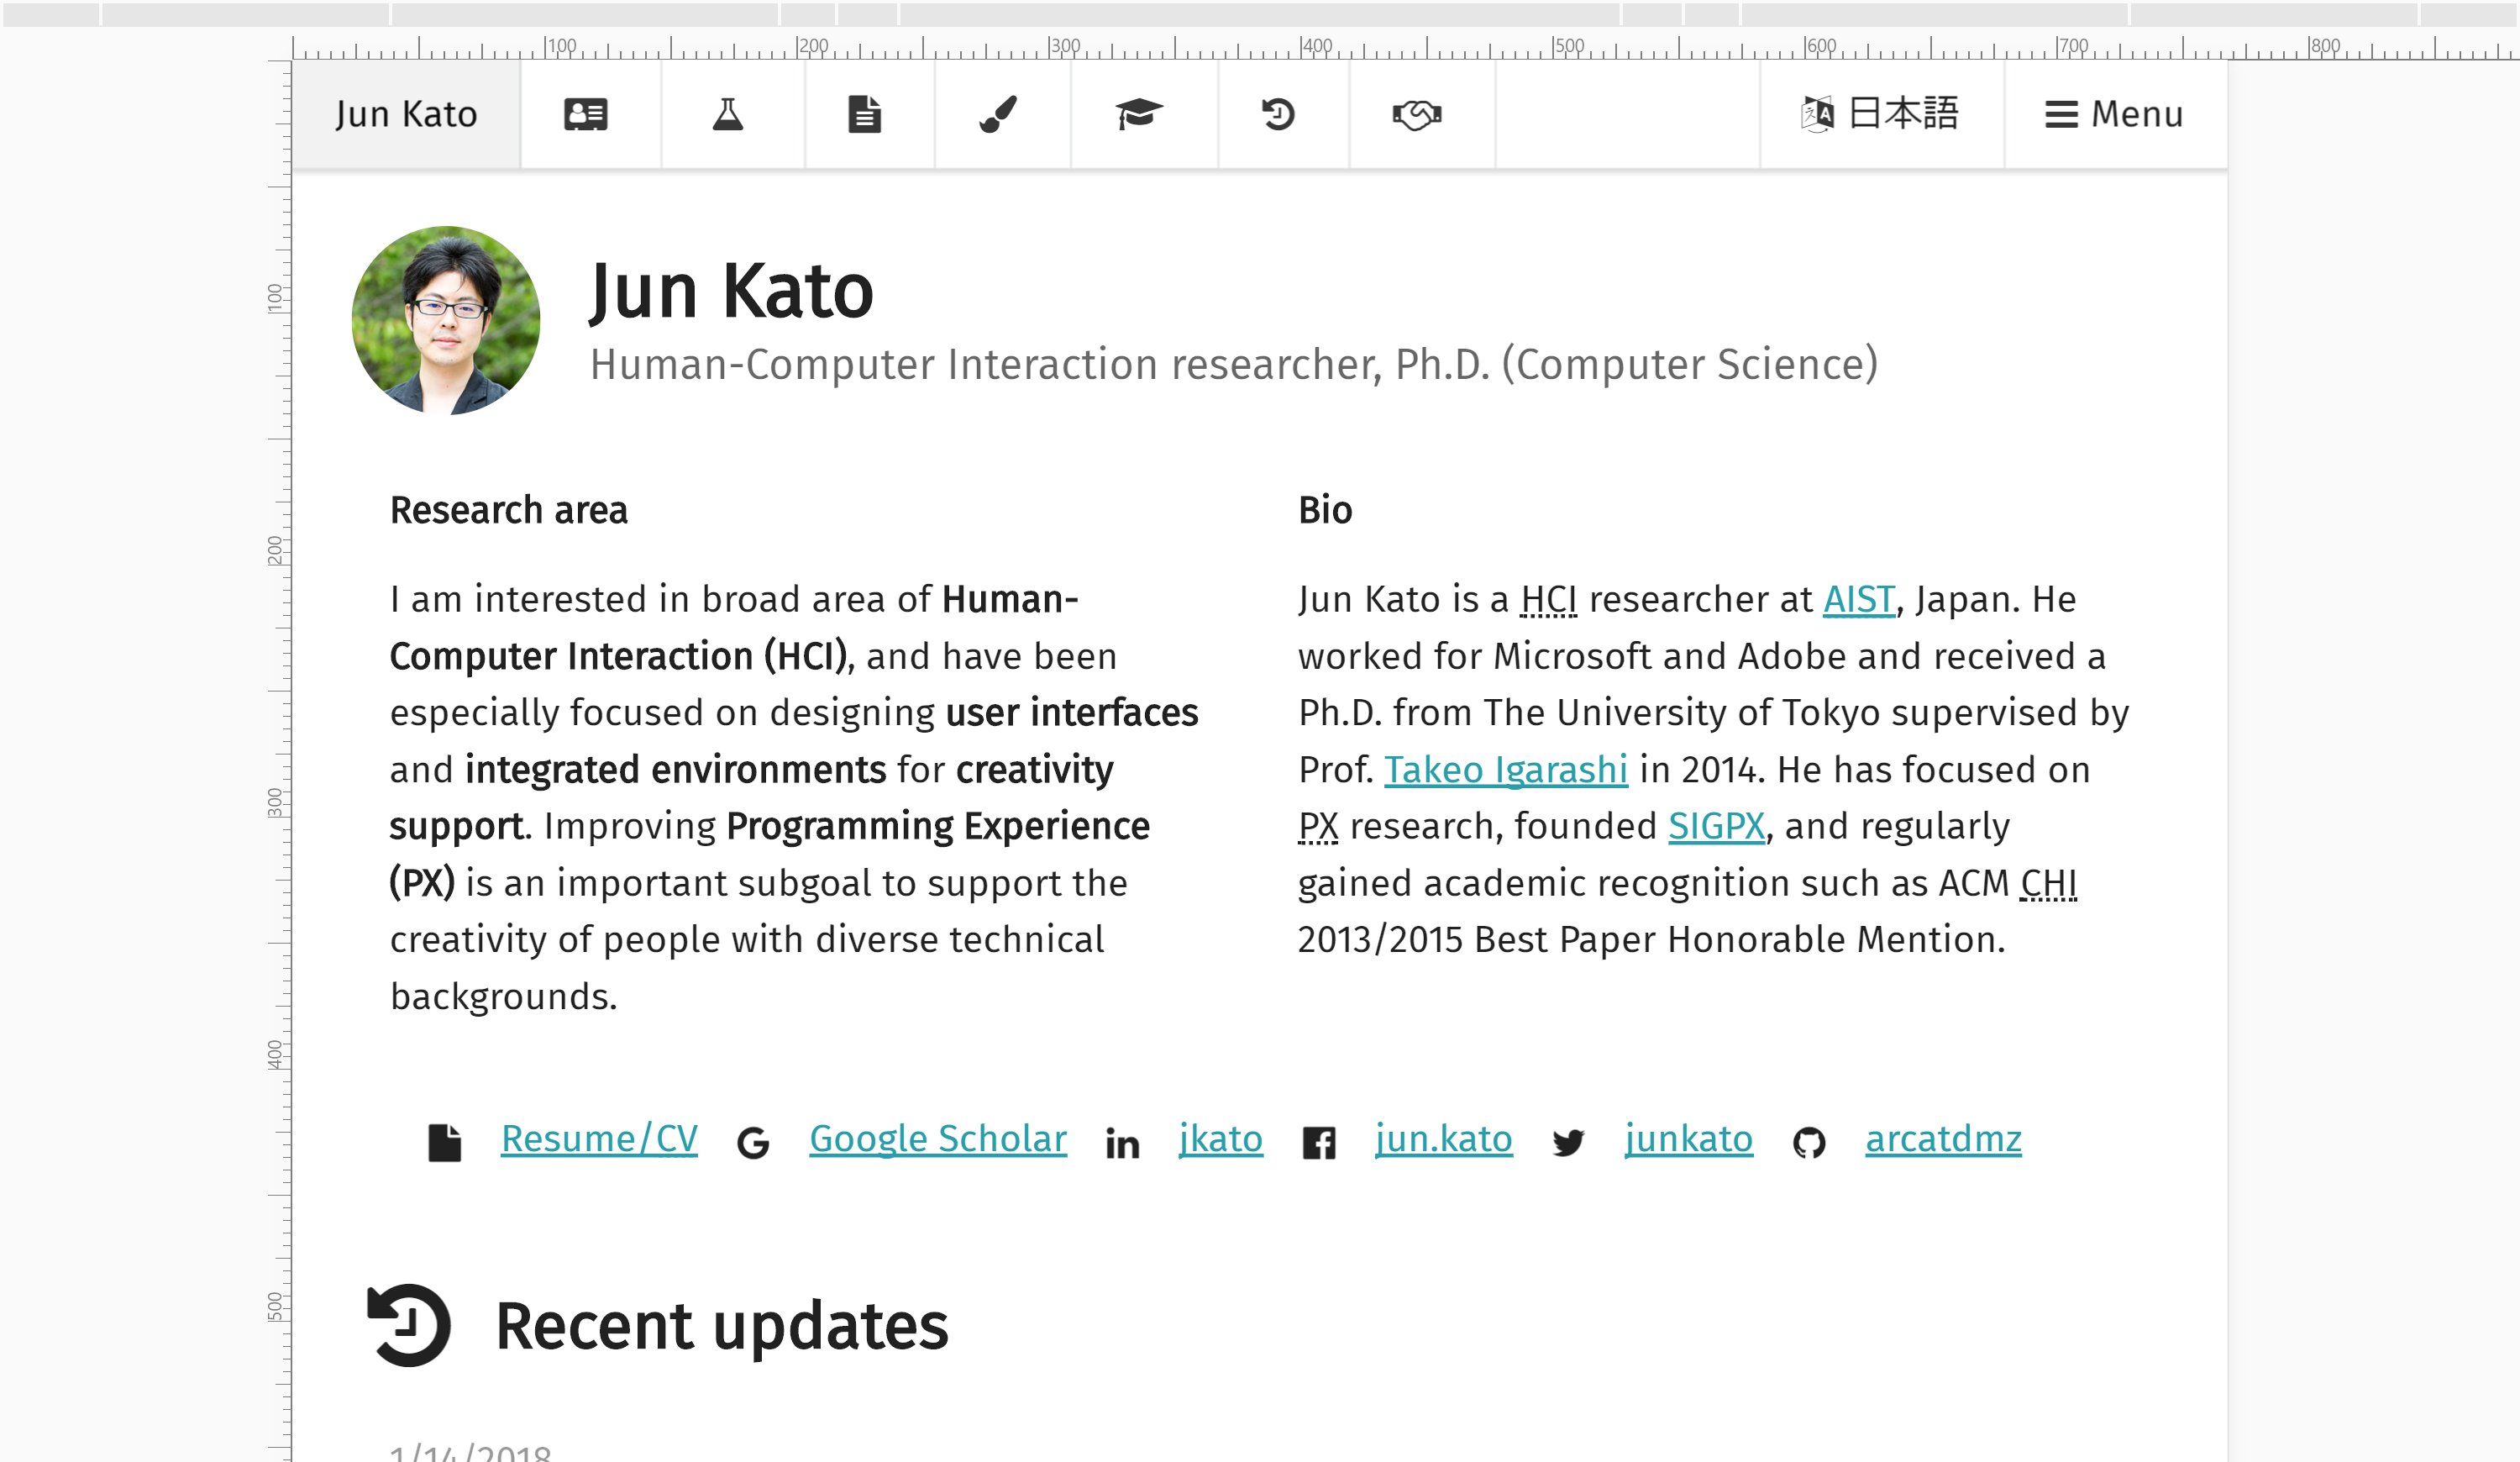 100 200 300 400 500 600 700 800
Jun Kato
日本語
Menu
Jun Kato
Human-Computer Interaction researcher, Ph.D. (Computer Science)
100
200
300
400
500
Research area
I am interested in broad area of Human-
Computer Interaction (HCI), and have been
especially focused on designing user interfaces
and integrated environments for creativity
support. Improving Programming Experience
(PX) is an important subgoal to support the
creativity of people with diverse technical
backgrounds.
Bio
Jun Kato is a HCI researcher at AIST, Japan. He
worked for Microsoft and Adobe and received a
Ph.D. from The University of Tokyo supervised by
Prof. Takeo Igarashi in 2014. He has focused on
PX research, founded SIGPX, and regularly
gained academic recognition such as ACM CHI
2013/2015 Best Paper Honorable Mention.
Resume/CV Google Scholar jkato jun.kato junkato arcatdmz
Recent updates
1/14/2018